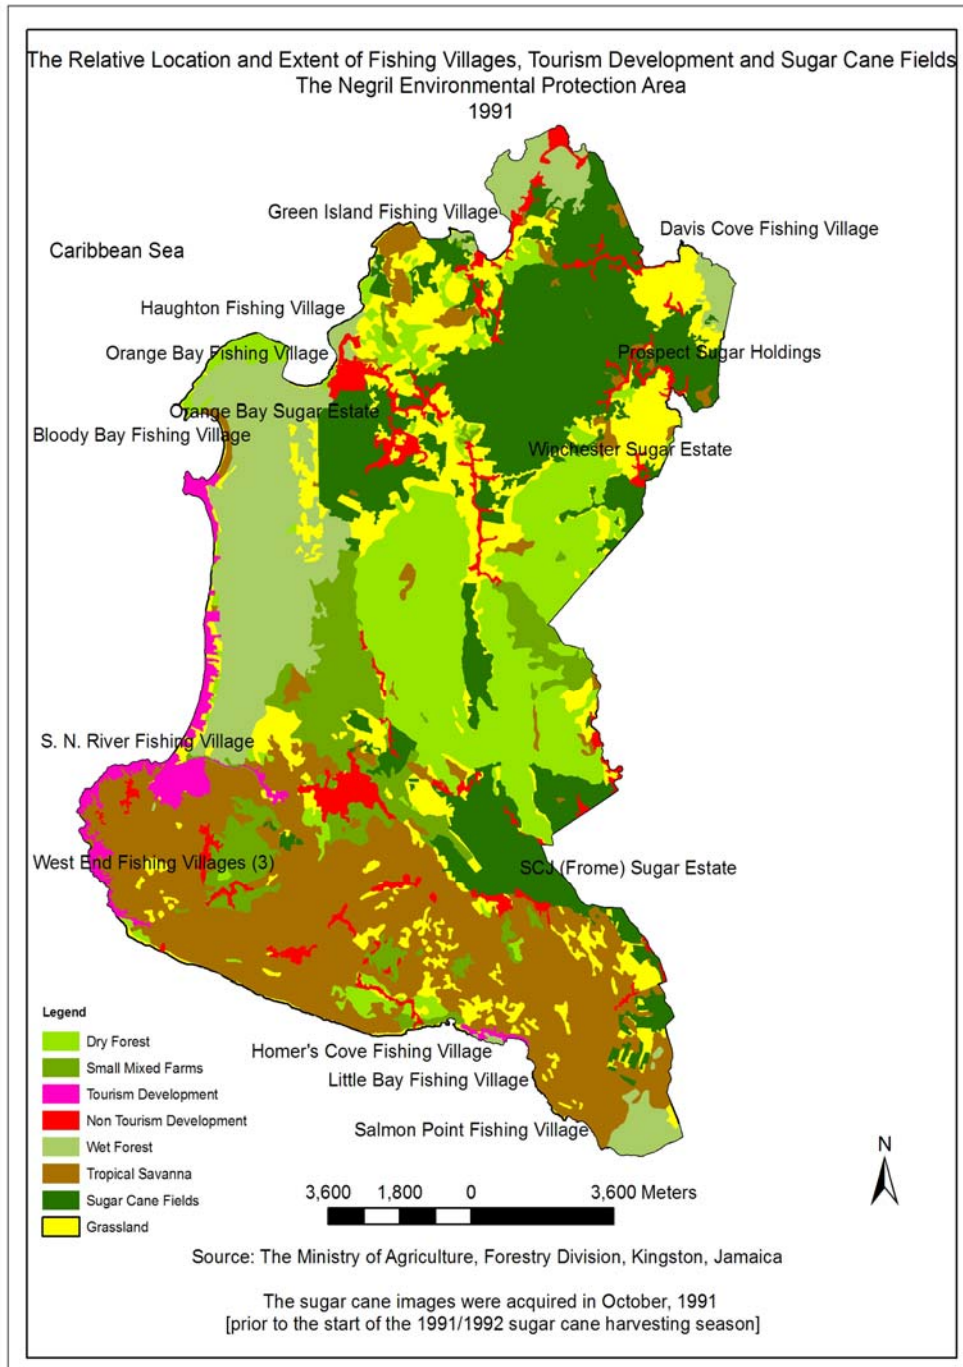 The Relative Location and Extent of Fishing Villages, Tourism Development and Sugar Cane Fields
The Negril Environmental Protection Area
1991
Green Island Fishing Village
Davis Cove Fishing Village
Caribbean Sea
Haughton Fishing Village
Orange Bay Fishing Village
Prospect Sugar Holdings
Orange Bay Sugar Estate
Bloody Bay Fishing Village
Winchester Sugar Estate
S. N. River Fishing Village
West End Fishing Villages (3)
SCJ (Frome) Sugar Estate
Legend
Dry Forest
Small Mixed Farms
Tourism Development
Non Tourism Development
Wet Forest
Tropical Savanna
Sugar Cane Fields
Grassland
Homer's Cove Fishing Village
Little Bay Fishing Village
Salmon Point Fishing Village
N
3,600 1,800 0 3,600 Meters
Source: The Ministry of Agriculture, Forestry Division, Kingston, Jamaica
The sugar cane images were acquired in October, 1991
[prior to the start of the 1991/1992 sugar cane harvesting season]